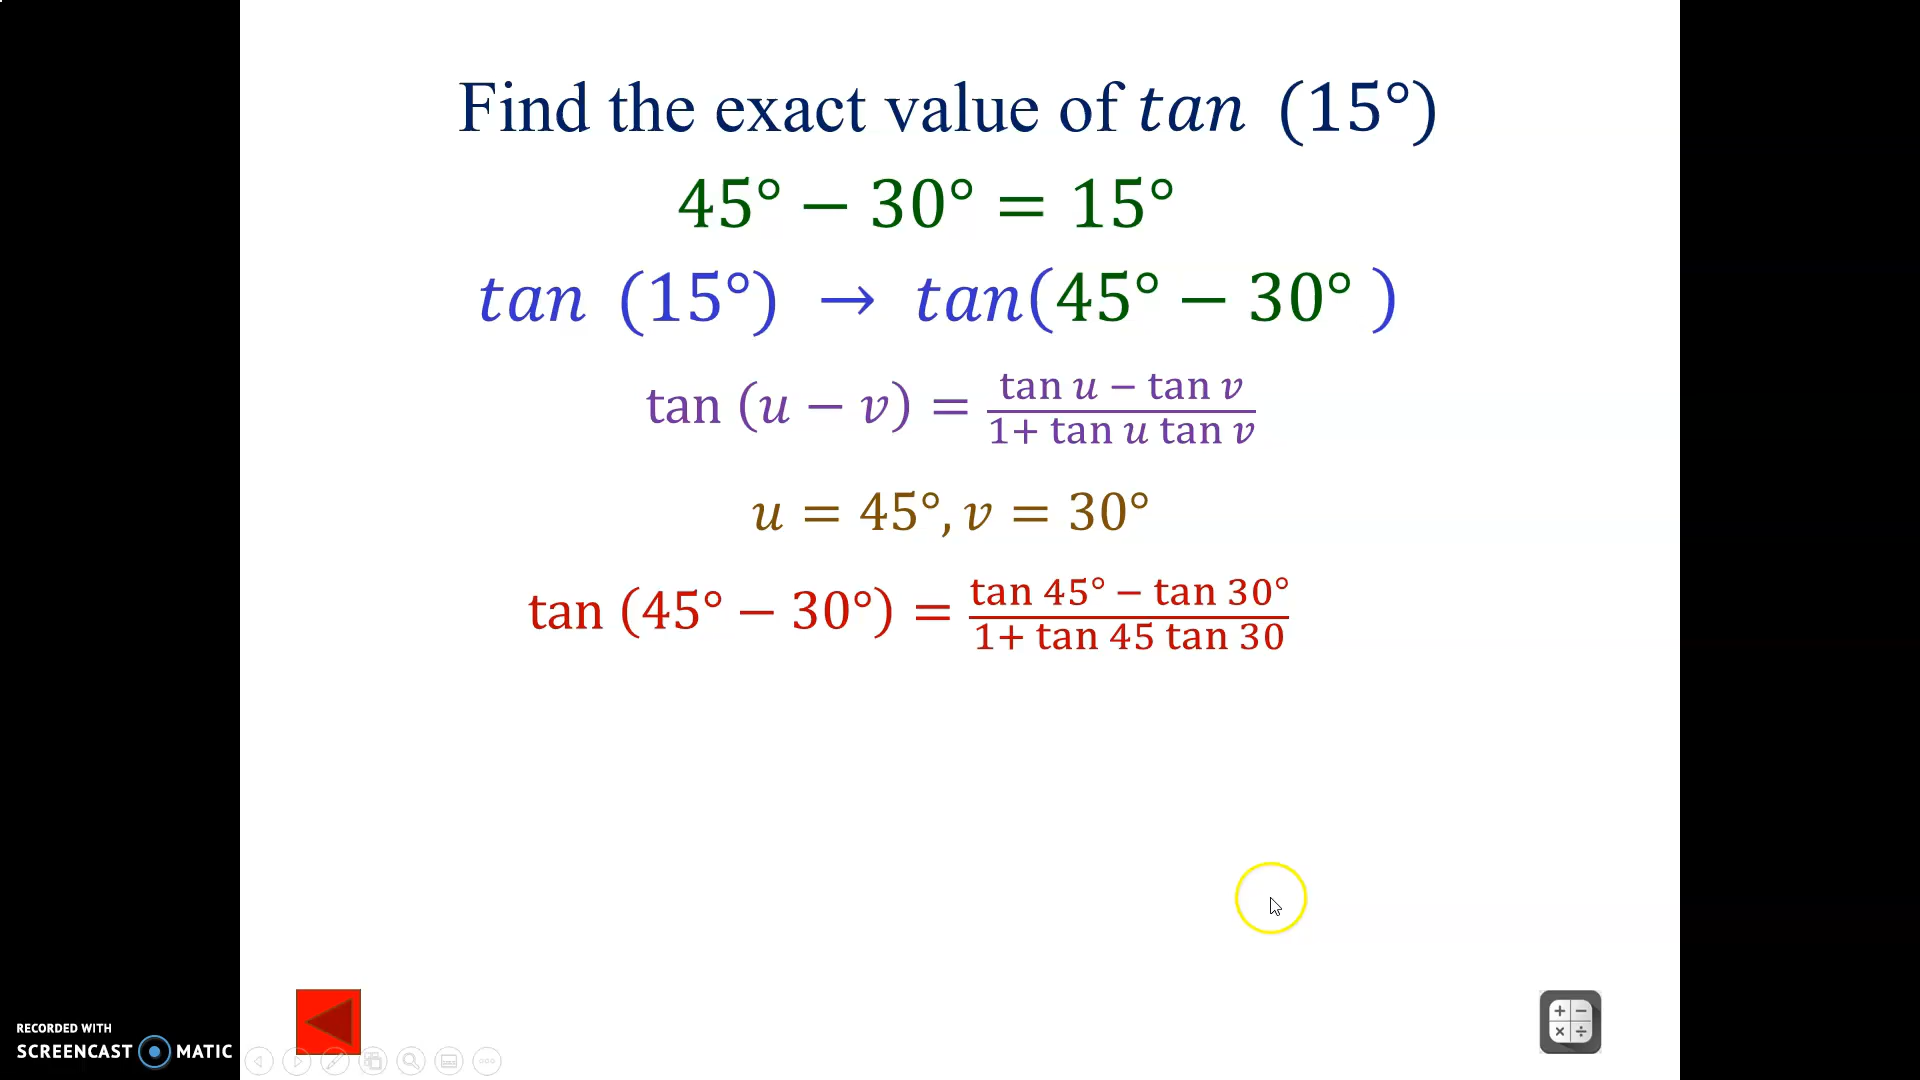 Find the exact value of tan (15°)
45° − 30° = 15°
tan (15°) → tan(45° − 30° )
tan (u − v) = tan u − tan v / 1+ tan u tan v
u = 45°, v = 30°
tan (45° − 30°) = tan 45° − tan 30° / 1+ tan 45 tan 30
RECORDED WITH
SCREENCAST MATIC